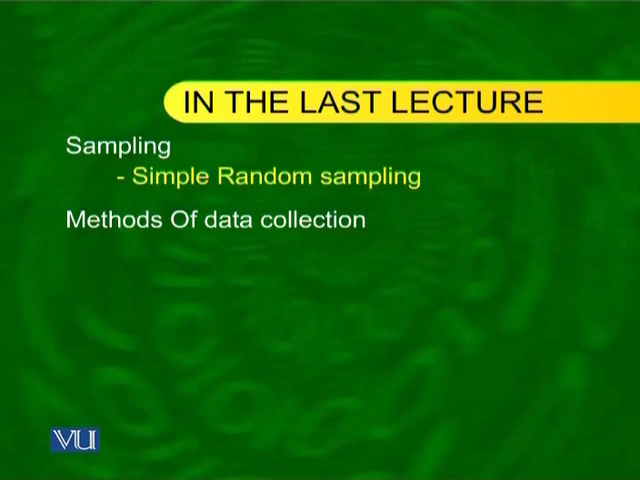 IN THE LAST LECTURE
Sampling
- Simple Random sampling
Methods Of data collection
VU